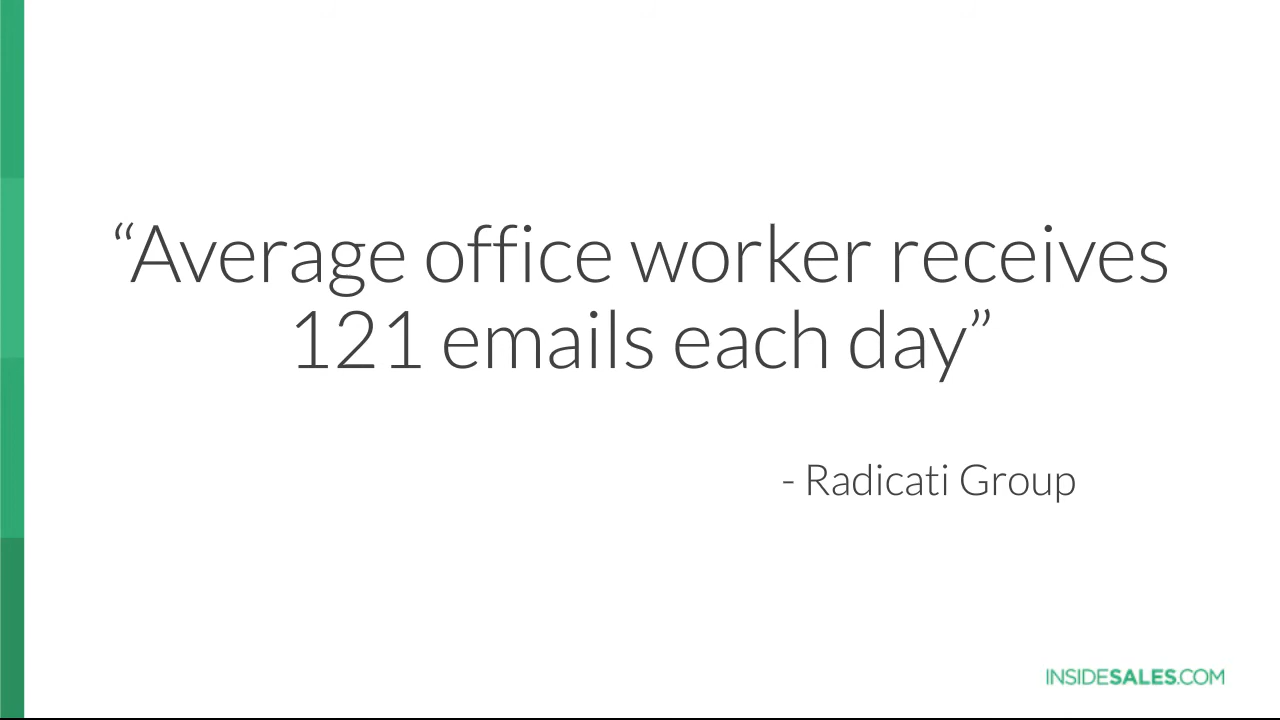 “Average office worker receives
121 emails each day”
- Radicati Group
INSIDESALES.COM